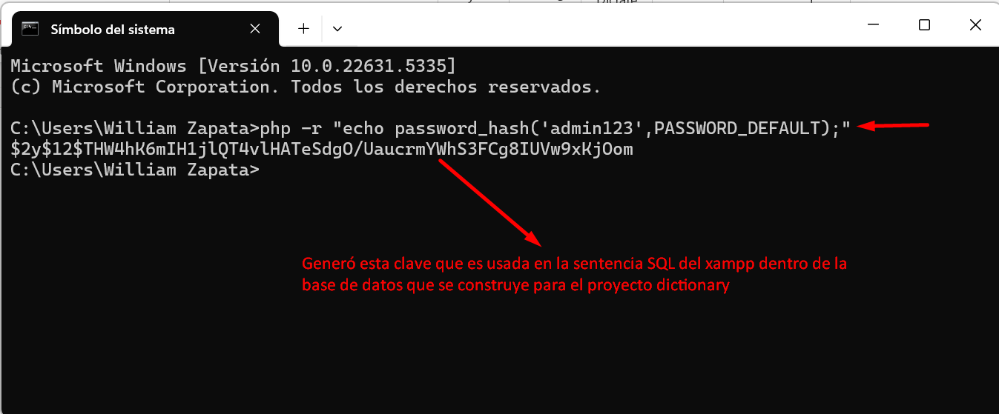 Símbolo del sistema
Microsoft Windows [Versión 10.0.22631.5335]
(c) Microsoft Corporation. Todos los derechos reservados.
C:\Users\William Zapata>php -r "echo password_hash('admin123',PASSWORD_DEFAULT);"
$2y$12$THW4hK6mIH1jlQT4vlHATeSdgO/UaucrmYWhS3FCg8IUVw9xKjOom
C:\Users\William Zapata>
Generó esta clave que es usada en la sentencia SQL del xampp dentro de la
base de datos que se construye para el proyecto dictionary